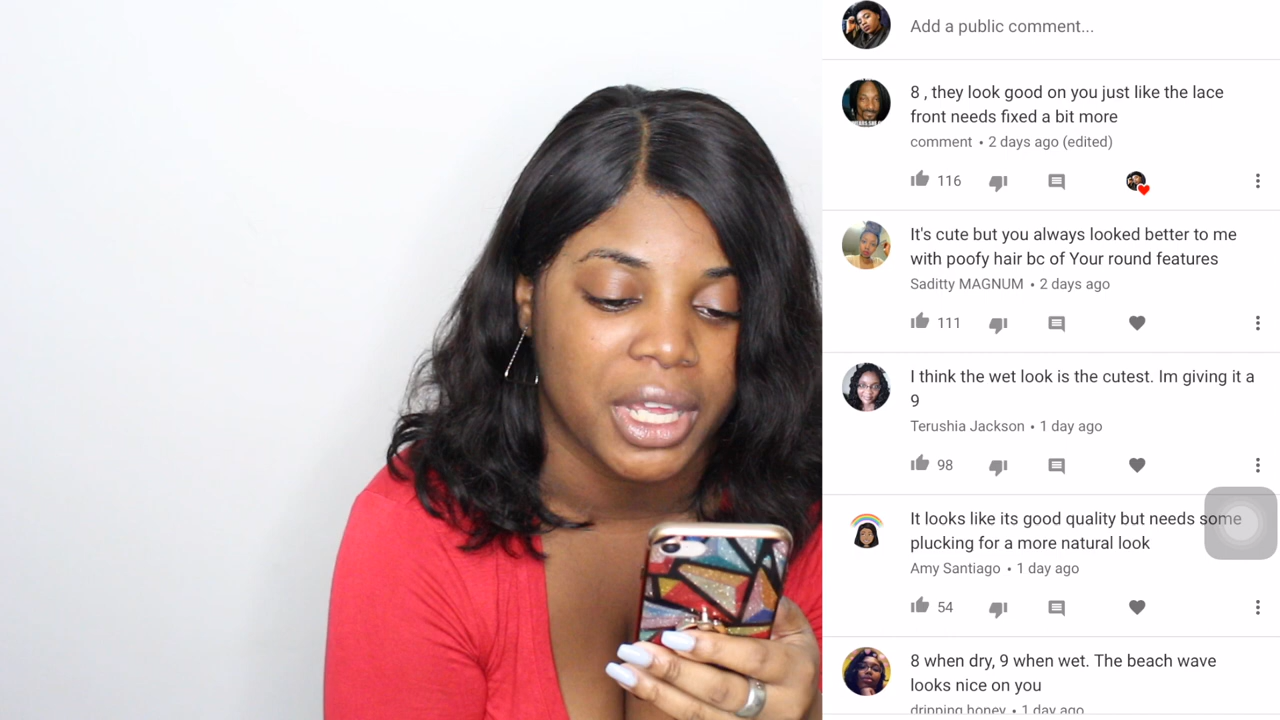 Add a public comment...
8 , they look good on you just like the lace
front needs fixed a bit more
comment • 2 days ago (edited)
116
It's cute but you always looked better to me
with poofy hair bc of Your round features
Saditty MAGNUM • 2 days ago
111
I think the wet look is the cutest. Im giving it a
9
Terushia Jackson • 1 day ago
98
It looks like its good quality but needs some
plucking for a more natural look
Amy Santiago • 1 day ago
54
8 when dry, 9 when wet. The beach wave
looks nice on you
dripping honey • 1 day ago